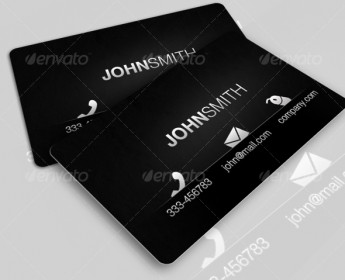 envato
envato
envato
JOHNSMITH
333-
JOHNSMITH
333-456783
john@mail.com
company.com
333-456783
john@mail.com
envato
envato
envato